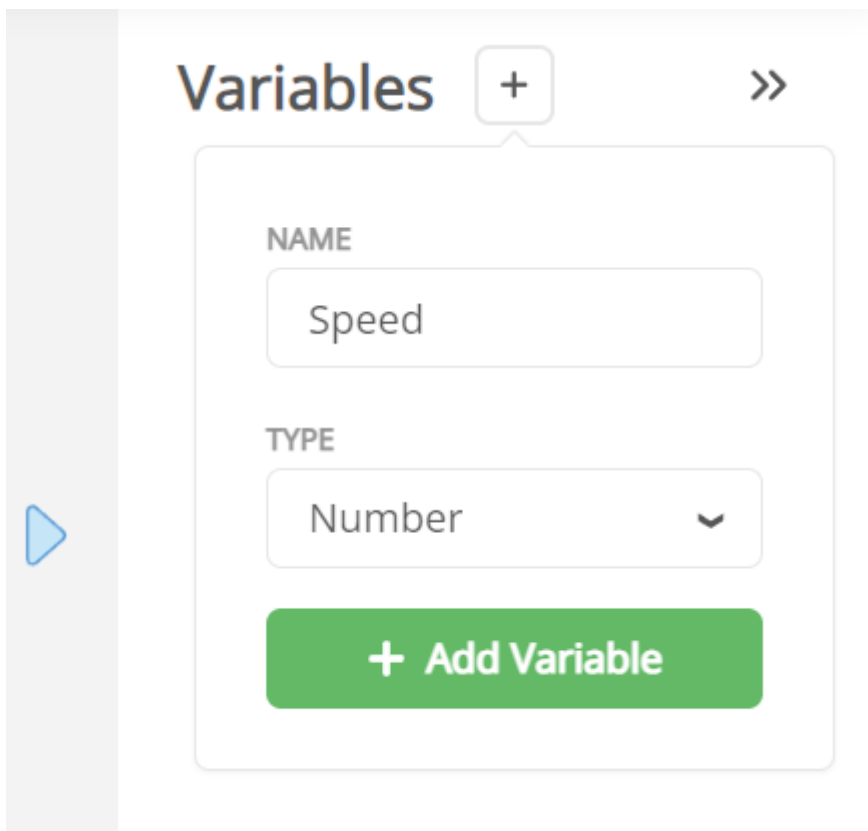 Variables +
NAME
Speed
TYPE
Number
+ Add Variable